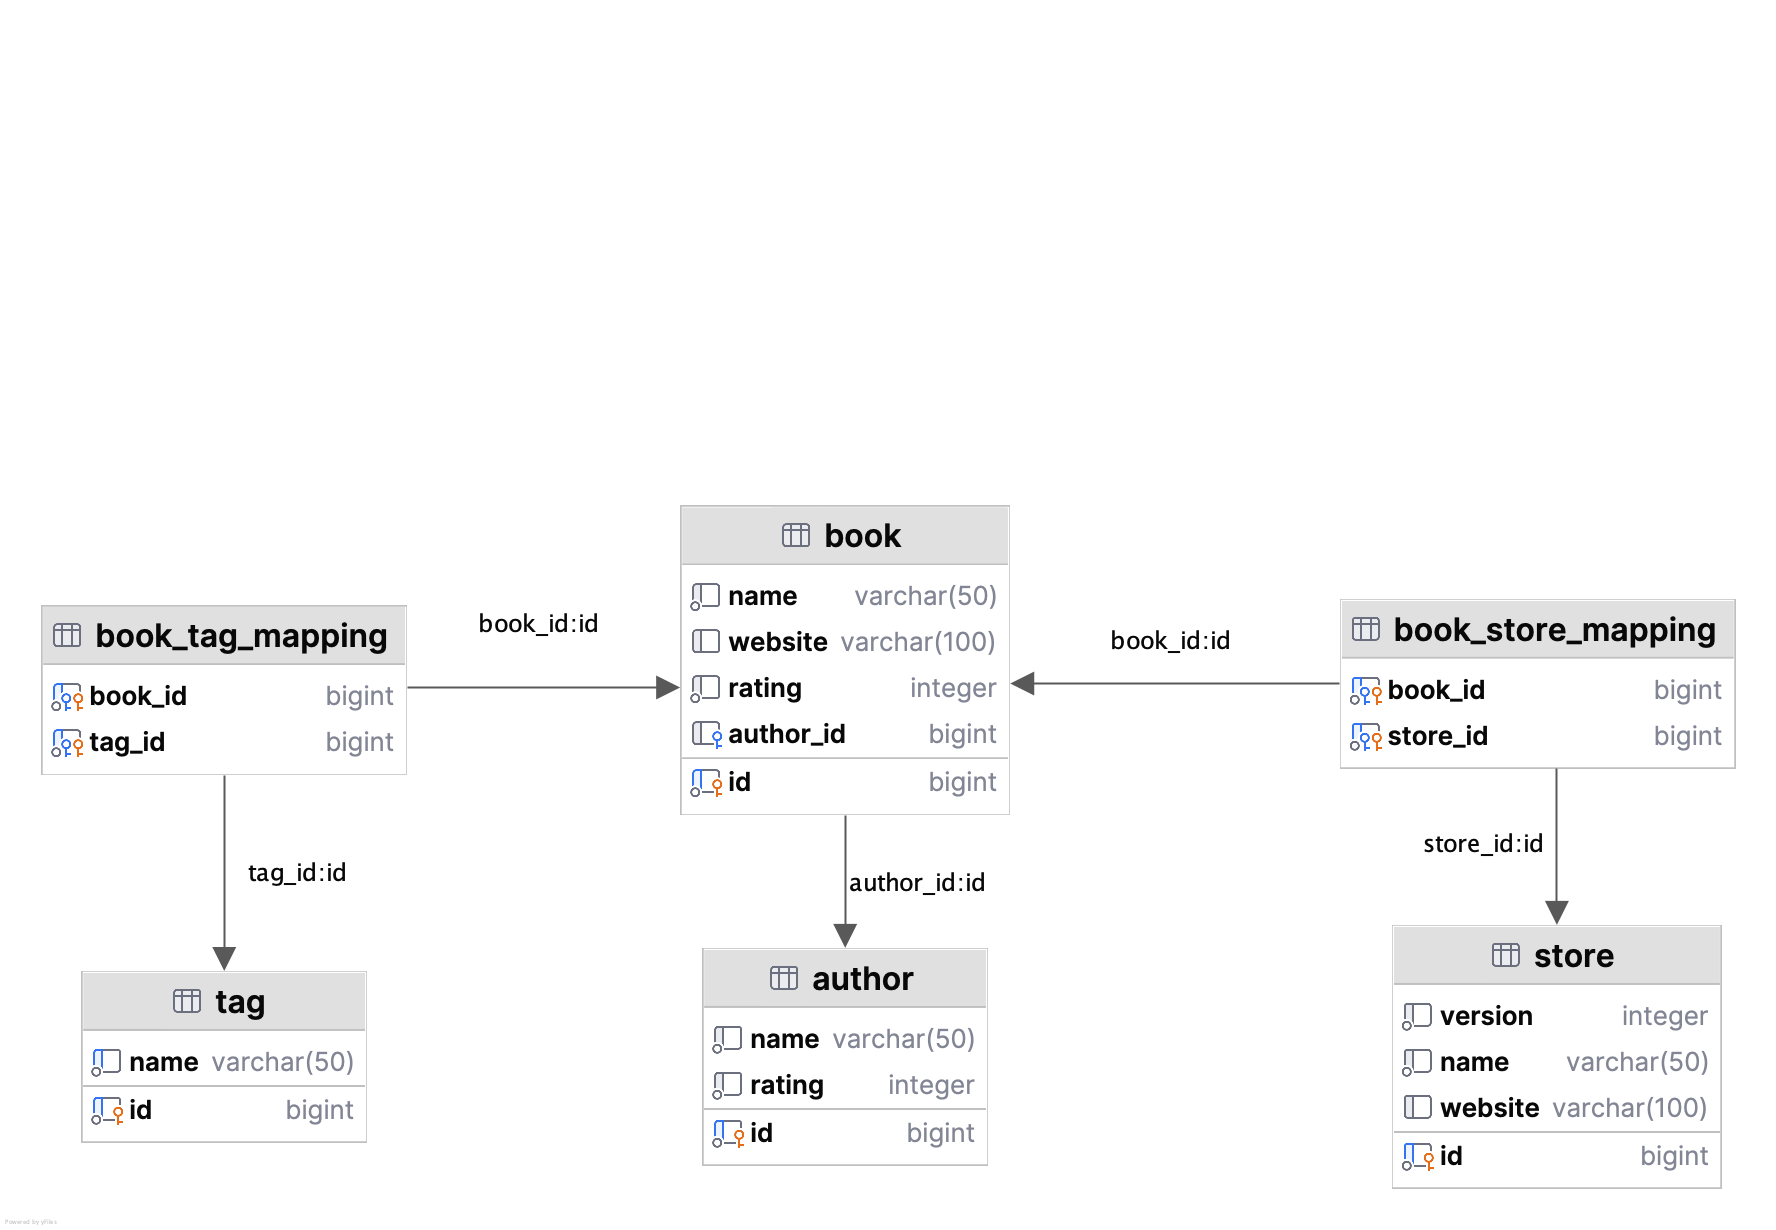 book
name varchar(50)
website varchar(100)
rating integer
author_id bigint
id bigint
book_tag_mapping
book_id bigint
tag_id bigint
book_id:id
book_id:id
book_store_mapping
book_id bigint
store_id bigint
tag_id:id
author_id:id
store_id:id
tag
name varchar(50)
id bigint
author
name varchar(50)
rating integer
id bigint
store
version integer
name varchar(50)
website varchar(100)
id bigint
Powered by yFiles